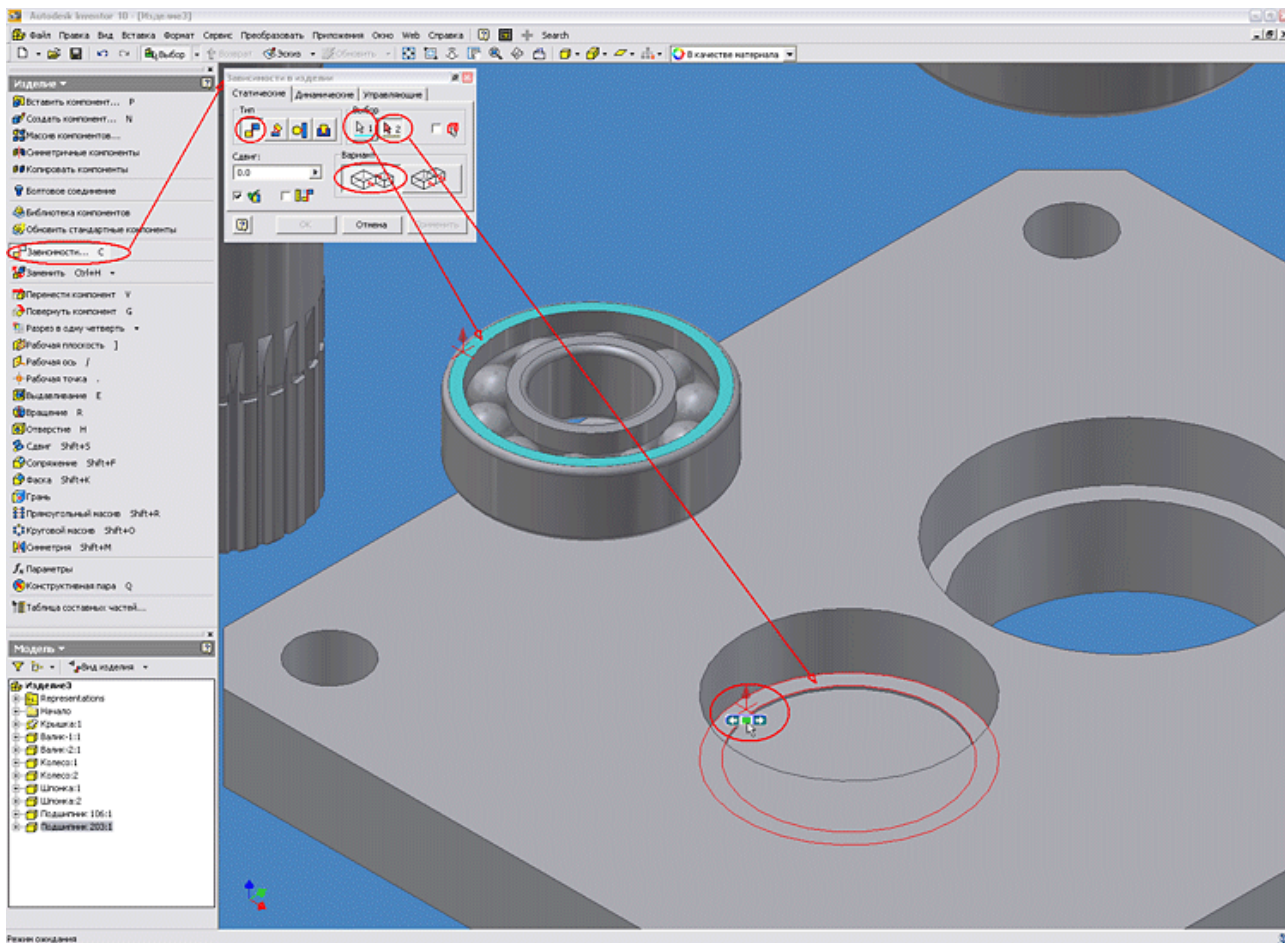 Autodesk Inventor 10 - [Изделие3]
Файл Правка Вид Вставка Формат Сервис Преобразовать Приложения Окно Web Справка Search
Выбор Возврат Эскиз Обновить В качестве материала
Изделие
Вставить компонент... P
Создать компонент... N
Массив компонентов...
Симметричные компоненты
Копировать компоненты
Болтовое соединение
Библиотека компонентов
Обновить стандартные компоненты
Зависимости... C
Заменить Ctrl+H
Перенести компонент V
Повернуть компонент G
Разрез в одну четверть
Рабочая плоскость ]
Рабочая ось /
Рабочая точка .
Выдавливание E
Вращение R
Отверстие H
Сдвиг Shift+S
Сопряжение Shift+F
Фаска Shift+K
Грань
Прямоугольный массив Shift+R
Круговой массив Shift+O
Симметрия Shift+M
fx Параметры
Конструктивная пара Q
Таблица составных частей...
Зависимости в изделии
Статические Динамические Управляющие
Тип Выбор
1 2
Сдвиг: Вариант
0.0
OK Отмена Применить
Модель
Вид изделия
Изделие3
Representations
Начало
Крышка:1
Валик-1:1
Валик-2:1
Колесо:1
Колесо:2
Шпонка:1
Шпонка:2
Подшипник 106:1
Подшипник 203:1
Режим ожидания